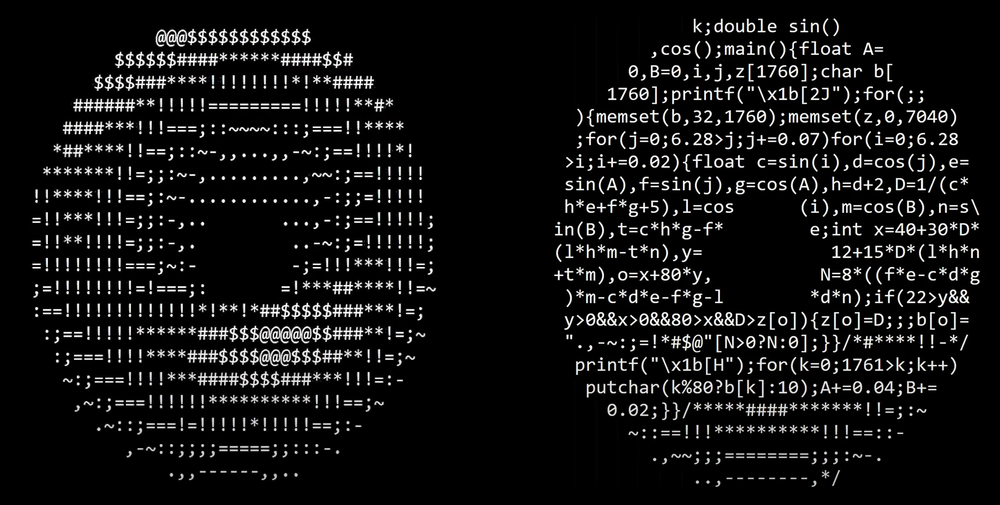 @@@$$$$$$$$$$$$
$$$$$$####******####$$#
$$$$###****!!!!!!!!*!**####
######**!!!!!=========!!!!!**#*
####***!!!===;::~~~~:::;===!!****
*##****!!==;::~-,,...,,-~:;==!!!!*!
*******!!=;;:~-,.........,~~:;==!!!!!
!!****!!!==;:~-............,-:;;=!!!!!
=!!***!!!=;;:-,..       ...,-:;==!!!!!;
=!!**!!!!=;;:-,.         ..-~:;=!!!!!!;
=!!!!!!!!===;~:-         -;=!!!***!!!=;
;=!!!!!!!!=!===;:       =!***##****!!=~
:==!!!!!!!!!!!!!*!**!*##$$$$$###***!=;
:;==!!!!!******###$$$@@@@@$$###**!=;~
:;===!!!!****###$$$$@@@$$$##**!!=;~
~:;===!!!!***####$$$$###***!!!=:-
,~:;===!!!!!!**********!!!==;~
.~::;===!=!!!!!*!!!!!==;:-
,-~::;;;;=====;;:::-.
.,,------,,..
k;double sin()
,cos();main(){float A=
0,B=0,i,j,z[1760];char b[
1760];printf("\x1b[2J");for(;;
){memset(b,32,1760);memset(z,0,7040)
;for(j=0;6.28>j;j+=0.07)for(i=0;6.28
>i;i+=0.02){float c=sin(i),d=cos(j),e=
sin(A),f=sin(j),g=cos(A),h=d+2,D=1/(c*
h*e+f*g+5),l=cos      (i),m=cos(B),n=s\
in(B),t=c*h*g-f*        e;int x=40+30*D*
(l*h*m-t*n),y=            12+15*D*(l*h*n
+t*m),o=x+80*y,          N=8*((f*e-c*d*g
)*m-c*d*e-f*g-l        *d*n);if(22>y&&
y>0&&x>0&&80>x&&D>z[o]){z[o]=D;;;b[o]=
".,-~:;=!*#$@"[N>0?N:0];}}/*#****!!-*/
printf("\x1b[H");for(k=0;1761>k;k++)
putchar(k%80?b[k]:10);A+=0.04;B+=
0.02;}}/*****####*******!!=;:~
~::==!!!**********!!!==::-
.,~~;;;========;;;:~-.
..,--------,*/